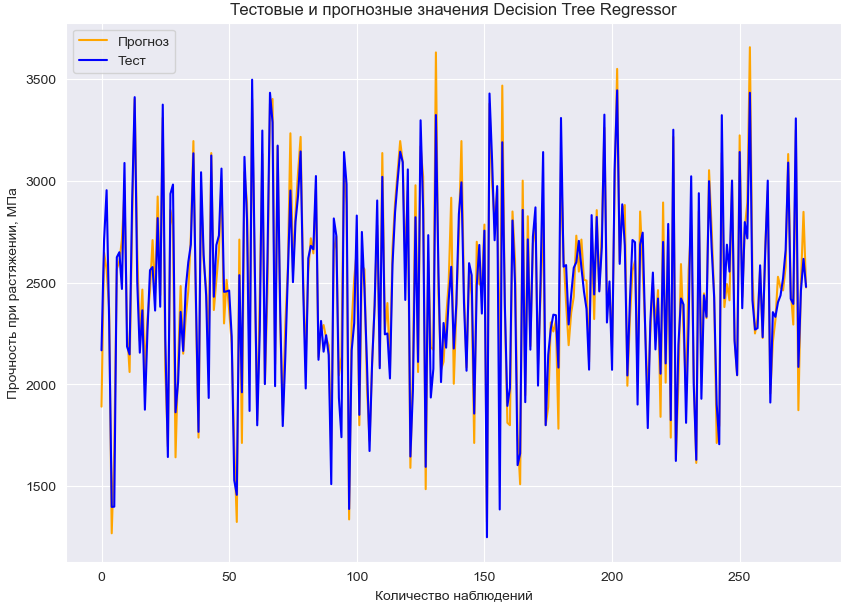 Тестовые и прогнозные значения Decision Tree Regressor
Прогноз
Тест
Прочность при растяжении, МПа
3500
3000
2500
2000
1500
0 50 100 150 200 250
Количество наблюдений